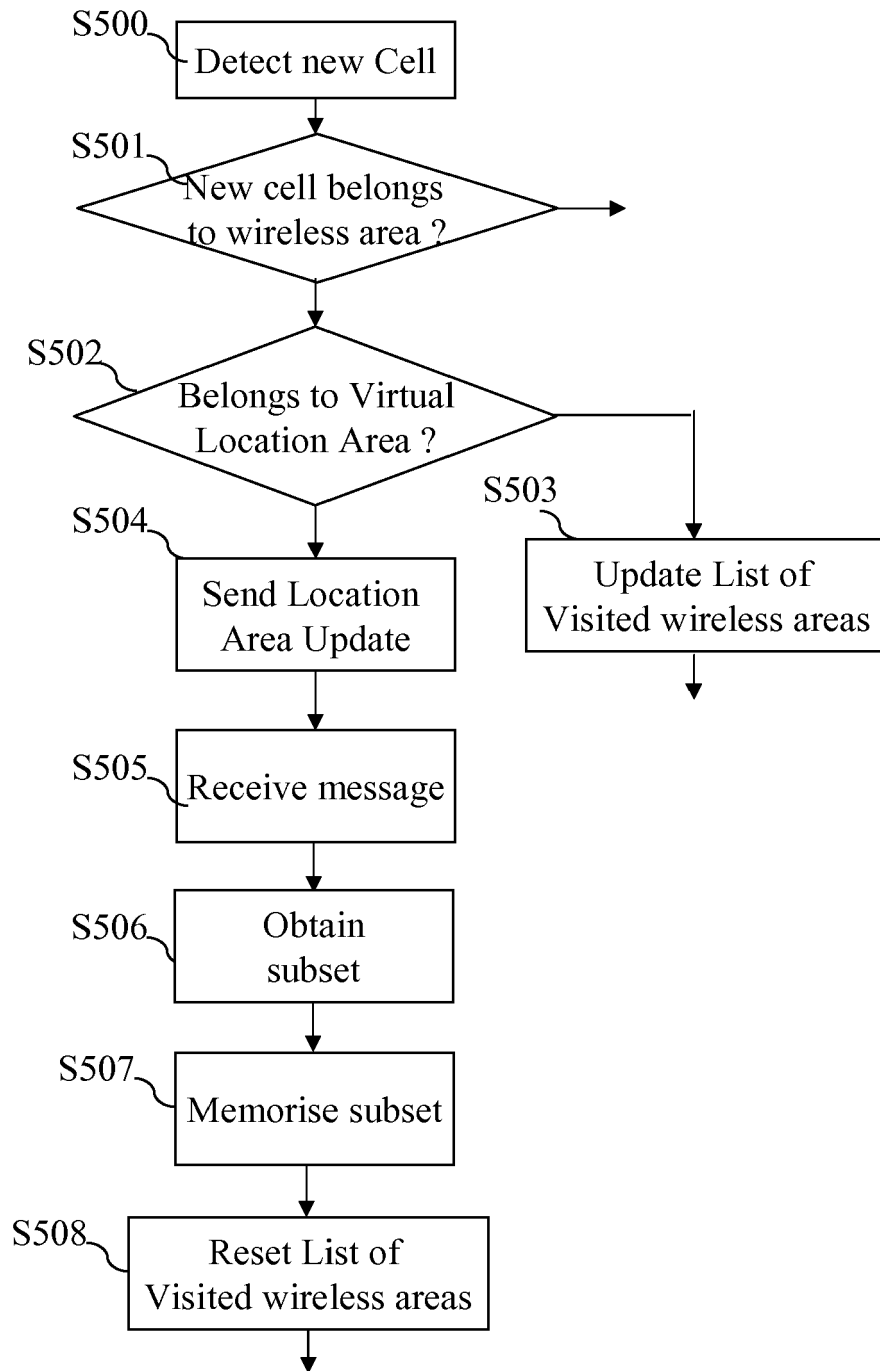 S500
Detect new Cell
S501
New cell belongs
to wireless area ?
S502
Belongs to Virtual
Location Area ?
S503
Update List of
Visited wireless areas
S504
Send Location
Area Update
S505
Receive message
S506
Obtain
subset
S507
Memorise subset
S508
Reset List of
Visited wireless areas